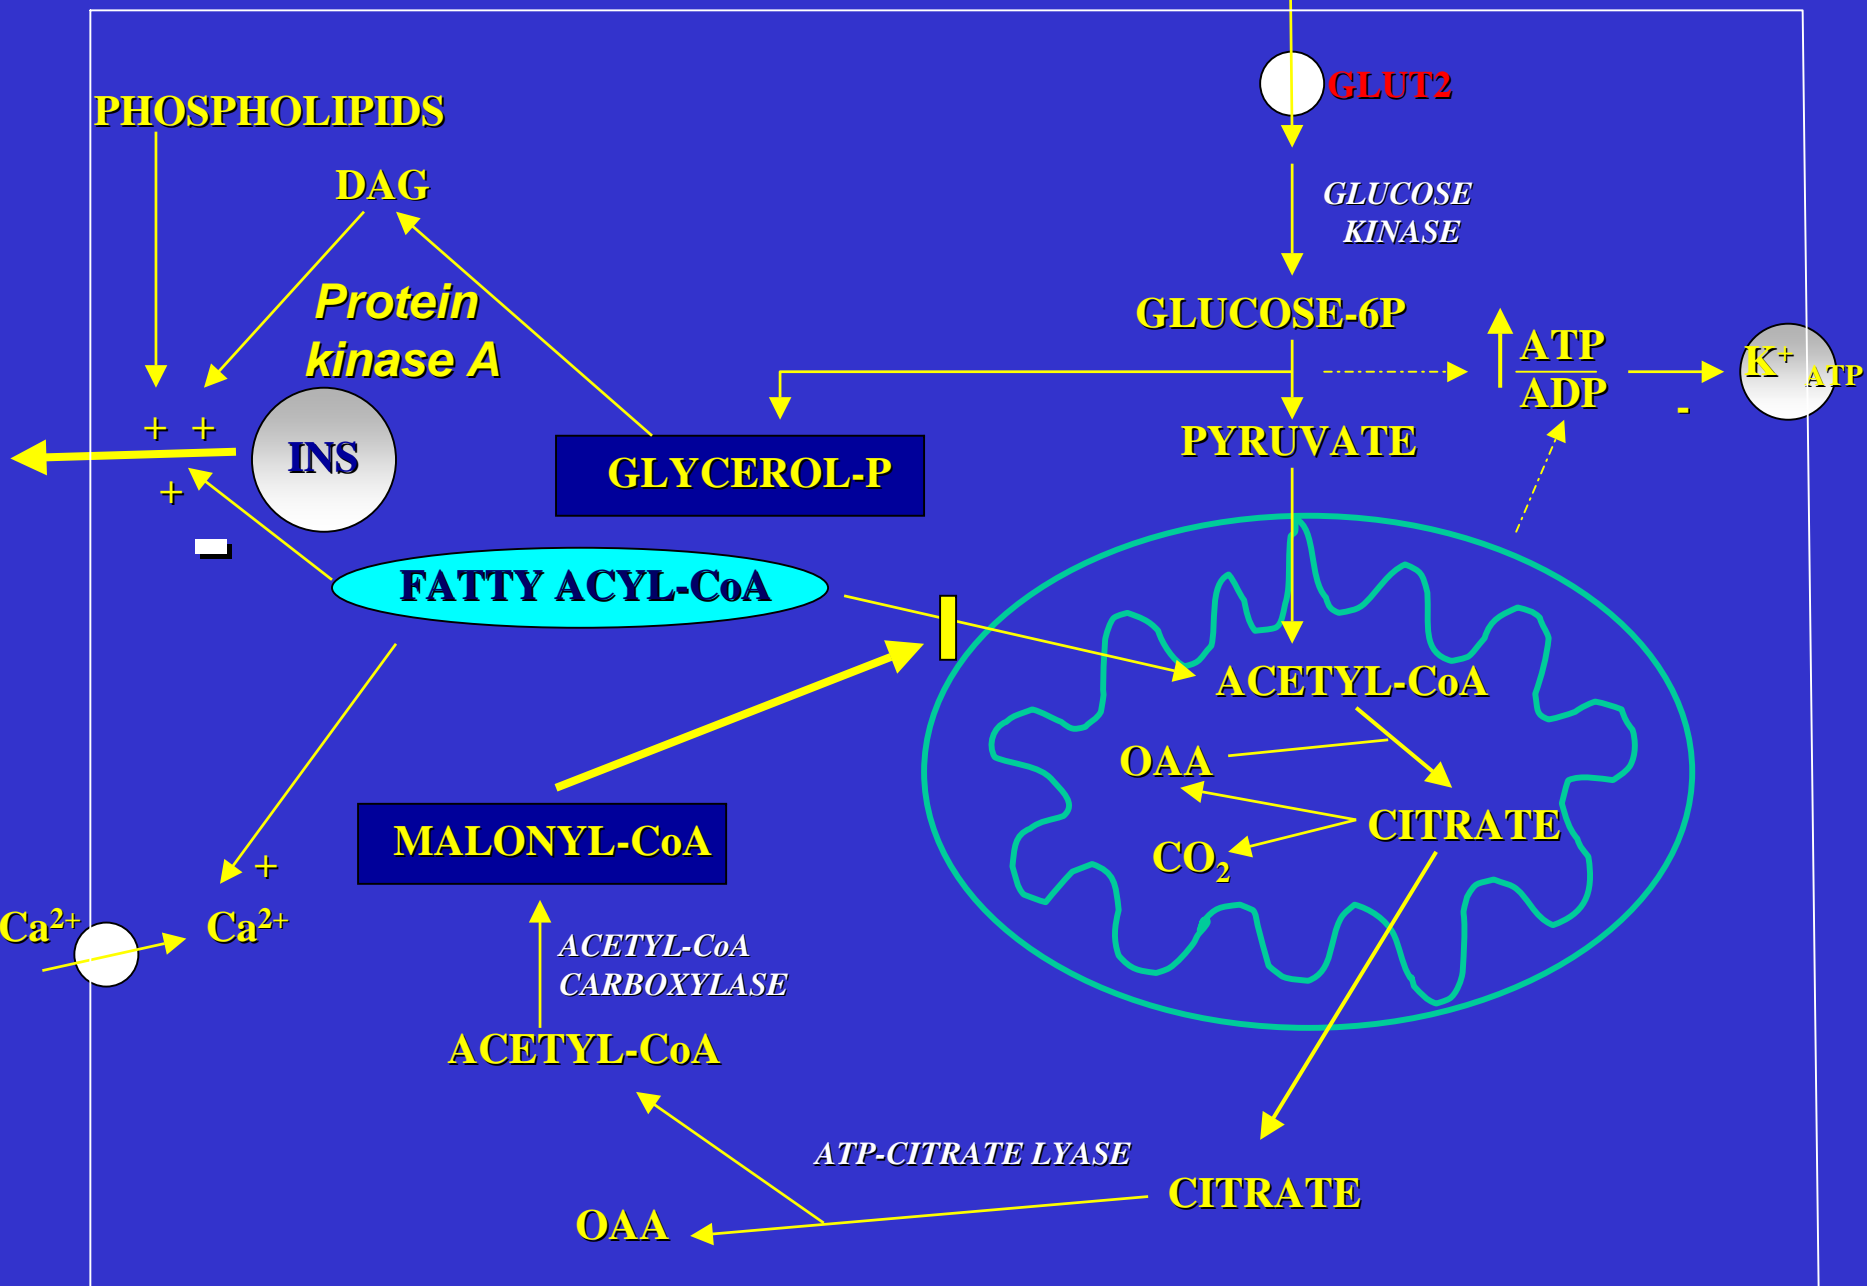 GLUT2
PHOSPHOLIPIDS
DAG
GLUCOSE
KINASE
Protein
kinase A
GLUCOSE-6P
ATP
ADP
K⁺ ATP
-
+ +
INS
+
PYRUVATE
GLYCEROL-P
FATTY ACYL-CoA
ACETYL-CoA
OAA
CITRATE
CO₂
MALONYL-CoA
+
Ca²⁺
Ca²⁺
ACETYL-CoA
CARBOXYLASE
ACETYL-CoA
ATP-CITRATE LYASE
CITRATE
OAA